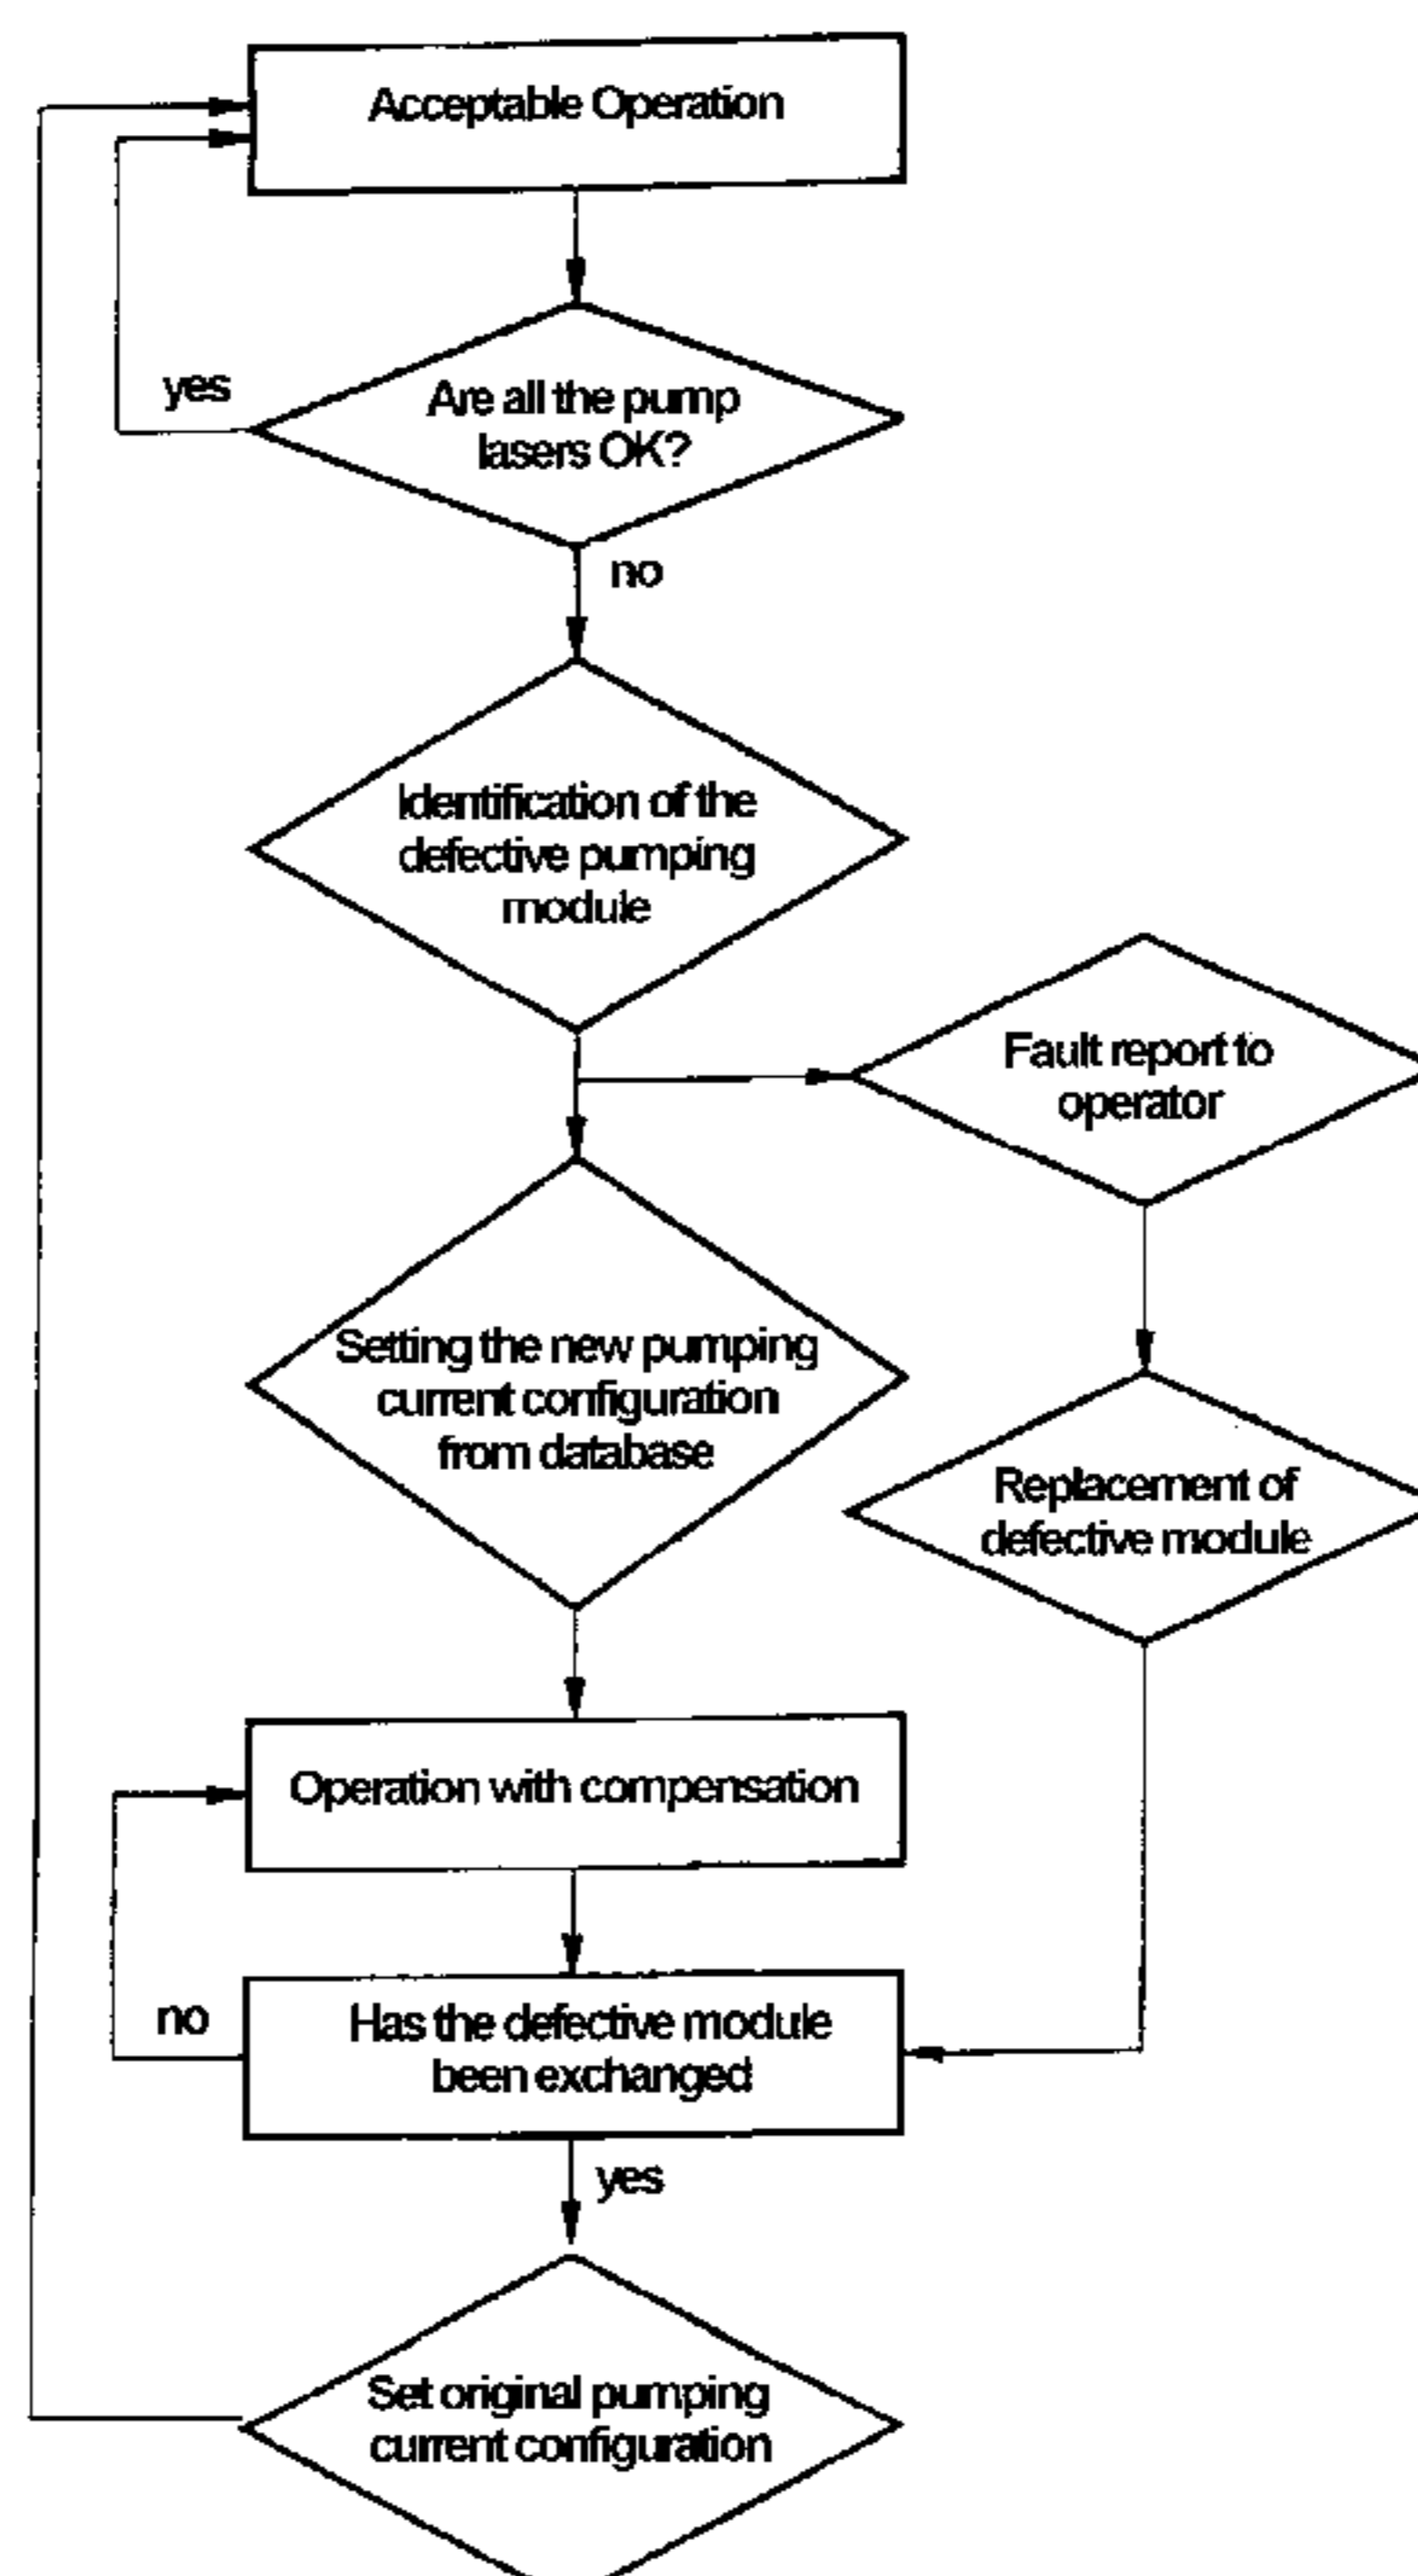 Acceptable Operation
yes
Are all the pump
lasers OK?
no
Identification of the
defective pumping
module
Fault report to
operator
Setting the new pumping
current configuration
from database
Replacement of
defective module
Operation with compensation
no
Has the defective module
been exchanged
yes
Set original pumping
current configuration